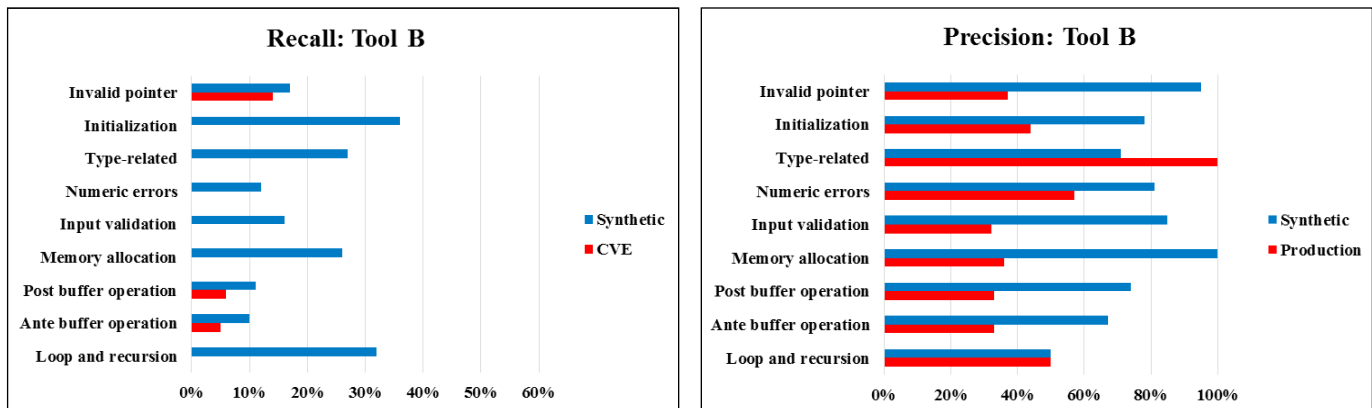 Recall: Tool B
Invalid pointer
Initialization
Type-related
Numeric errors
Input validation
Memory allocation
Post buffer operation
Ante buffer operation
Loop and recursion
0% 10% 20% 30% 40% 50% 60%
Synthetic
CVE
Precision: Tool B
Invalid pointer
Initialization
Type-related
Numeric errors
Input validation
Memory allocation
Post buffer operation
Ante buffer operation
Loop and recursion
0% 20% 40% 60% 80% 100%
Synthetic
Production